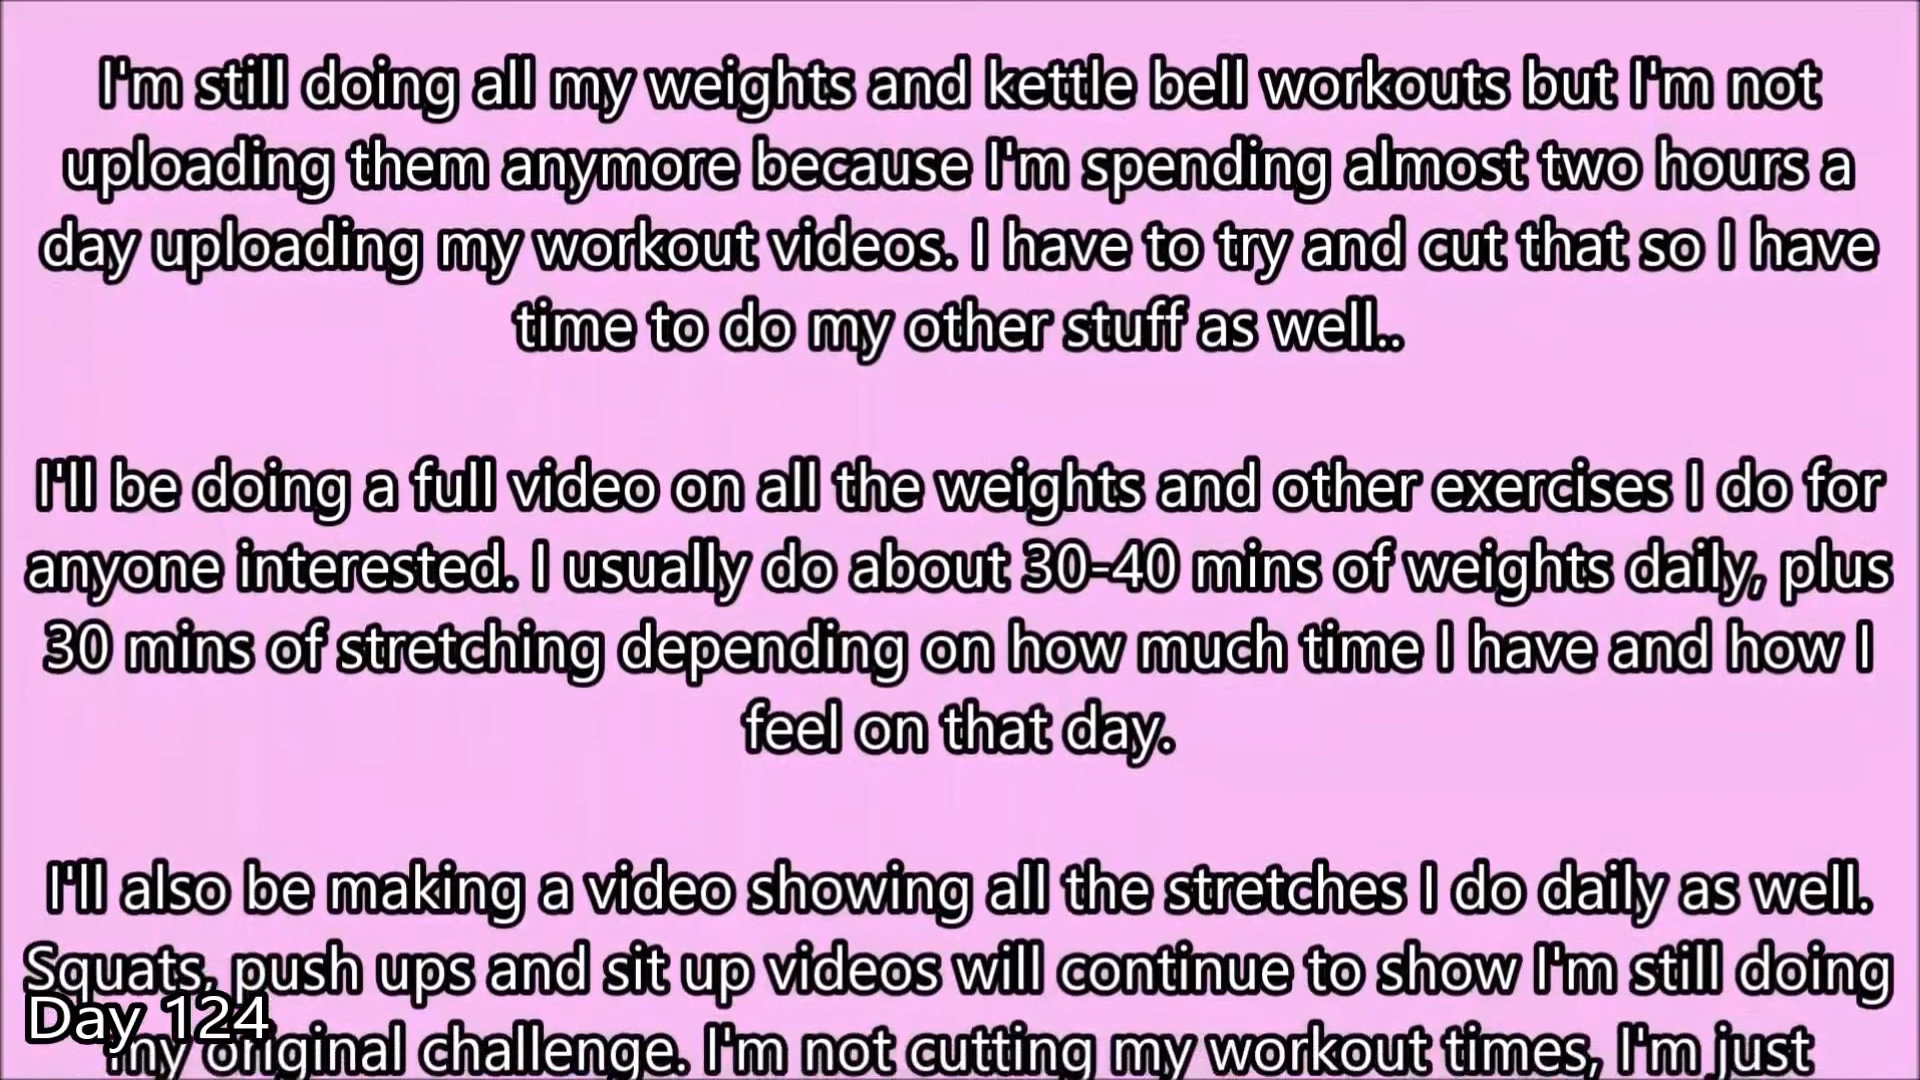 I'm still doing all my weights and kettle bell workouts but I'm not
uploading them anymore because I'm spending almost two hours a
day uploading my workout videos. I have to try and cut that so I have
time to do my other stuff as well..
I'll be doing a full video on all the weights and other exercises I do for
anyone interested. I usually do about 30-40 mins of weights daily, plus
30 mins of stretching depending on how much time I have and how I
feel on that day.
I'll also be making a video showing all the stretches I do daily as well.
Squats, push ups and sit up videos will continue to show I'm still doing
Day 124
my original challenge. I'm not cutting my workout times, I'm just